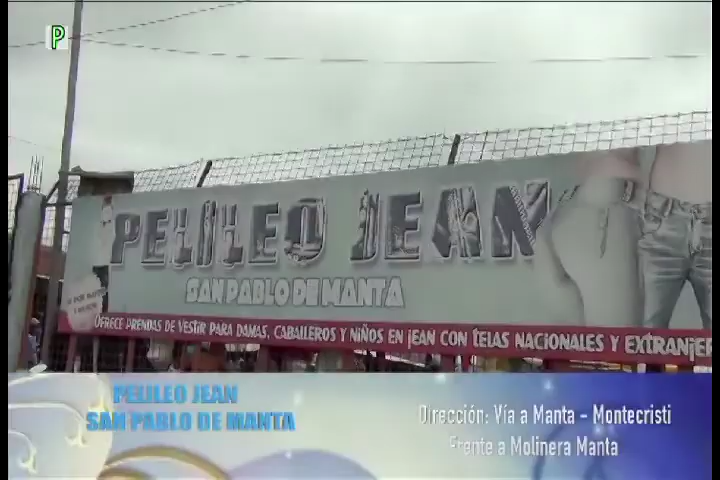 P
PELILEO JEAN
SAN PABLO DE MANTA
OFRECE PRENDAS DE VESTIR PARA DAMAS, CABALLEROS Y NIÑOS EN JEAN CON TELAS NACIONALES Y EXTRANJER
PELILEO JEAN
SAN PABLO DE MANTA
Dirección: Vía a Manta - Montecristi
Frente a Molinera Manta